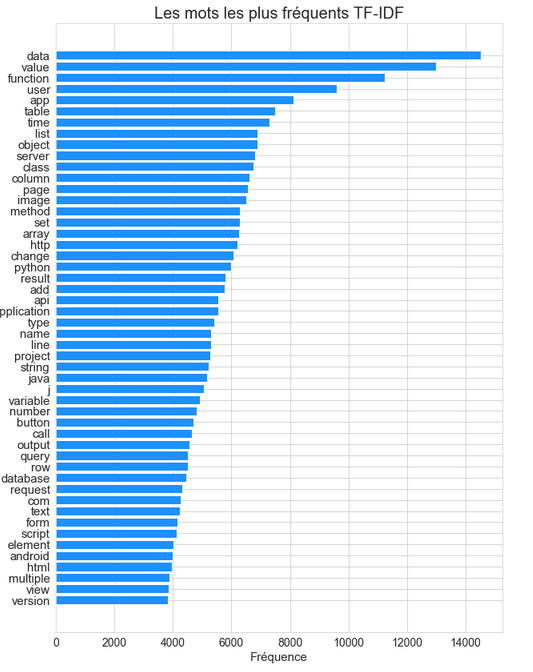 Les mots les plus fréquents TF-IDF
data
value
function
user
app
table
time
list
object
server
class
column
page
image
method
set
array
http
change
python
result
add
api
pplication
type
name
line
project
string
java
j
variable
number
button
call
output
query
row
database
request
com
text
form
script
element
android
html
multiple
view
version
0 2000 4000 6000 8000 10000 12000 14000
Fréquence